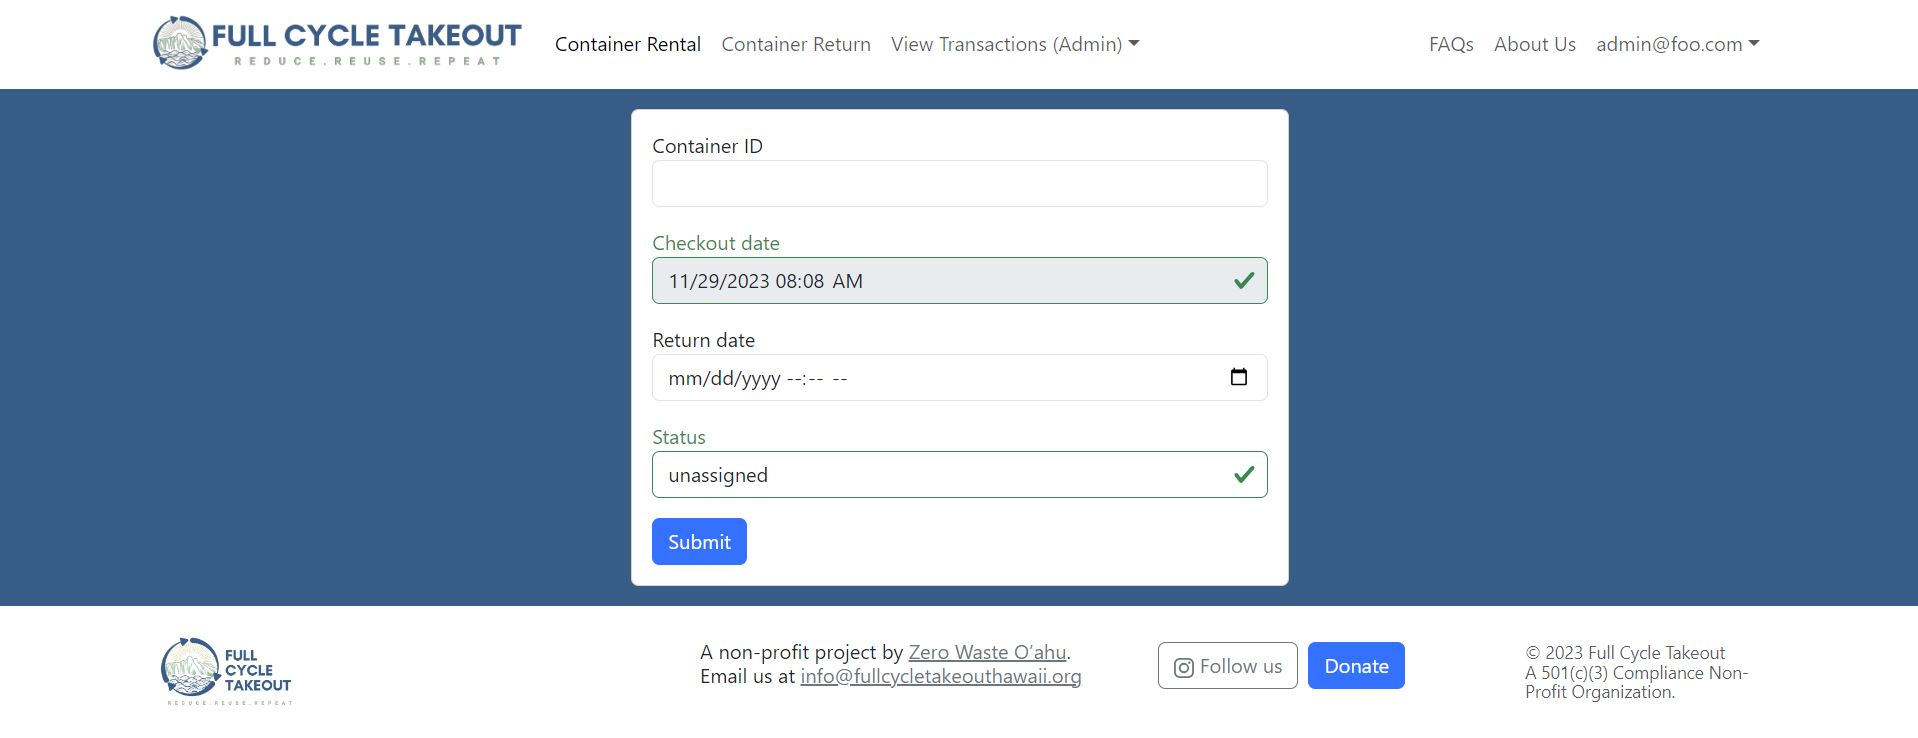 FULL CYCLE TAKEOUT
REDUCE.REUSE.REPEAT
Container Rental
Container Return
View Transactions (Admin)
FAQs
About Us
admin@foo.com
Container ID
Checkout date
11/29/2023 08:08 AM
Return date
mm/dd/yyyy --:-- --
Status
unassigned
Submit
FULL
CYCLE
TAKEOUT
REDUCE.REUSE.REPEAT
A non-profit project by Zero Waste Oʻahu.
Email us at info@fullcycletakeouthawaii.org
Follow us
Donate
© 2023 Full Cycle Takeout
A 501(c)(3) Compliance Non-
Profit Organization.